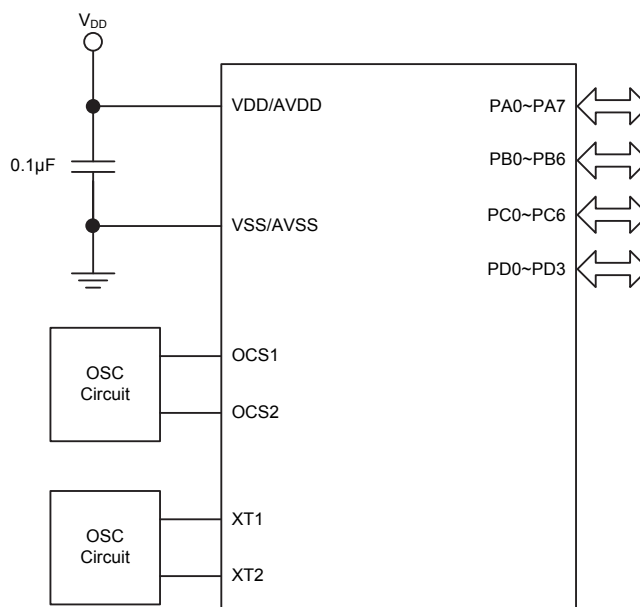 VDD
VDD/AVDD
PA0~PA7
PB0~PB6
0.1µF
PC0~PC6
VSS/AVSS
PD0~PD3
OCS1
OSC
Circuit
OCS2
XT1
OSC
Circuit
XT2